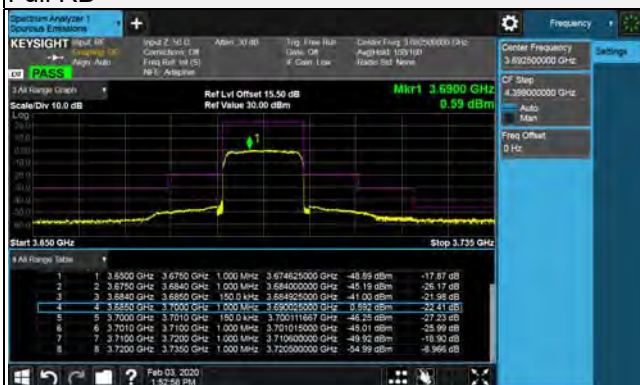 Full RB
Spectrum Analyzer 1
Spurious Emissions
Frequency
KEYSIGHT Input: RF
Coupling: DC
Align: Auto
Input Z: 50 Ω
Corrections: Off
Freq Ref: Int (S)
NFE: Adaptive
Atten: 30 dB
Trig: Free Run
Gate: Off
IF Gain: Low
Center Freq: 3.692500000 GHz
Avg|Hold: 100/100
Radio Std: None
PASS
Center Frequency
3.692500000 GHz
Settings
CF Step
4.399000000 GHz
Auto
Man
Freq Offset
0 Hz
3 All Range Graph
Scale/Div 10.0 dB
Ref Lvl Offset 15.50 dB
Ref Value 30.00 dBm
Mkr1 3.6900 GHz
0.59 dBm
Log
Start 3.650 GHz
Stop 3.735 GHz
All Range Table
1 1 3.6500 GHz 3.6750 GHz 1.000 MHz 3.674625000 GHz -48.89 dBm -17.87 dB
2 2 3.6750 GHz 3.6840 GHz 1.000 MHz 3.684000000 GHz -45.19 dBm -26.17 dB
3 3 3.6840 GHz 3.6850 GHz 150.0 kHz 3.684925000 GHz -41.00 dBm -21.98 dB
4 4 3.6850 GHz 3.7000 GHz 1.000 MHz 3.690025000 GHz 0.592 dBm -22.41 dB
5 5 3.7000 GHz 3.7010 GHz 150.0 kHz 3.700111667 GHz -46.25 dBm -27.23 dB
6 6 3.7010 GHz 3.7100 GHz 1.000 MHz 3.701015000 GHz -45.01 dBm -25.99 dB
7 7 3.7100 GHz 3.7200 GHz 1.000 MHz 3.710600000 GHz -49.92 dBm -18.90 dB
8 8 3.7200 GHz 3.7350 GHz 1.000 MHz 3.720500000 GHz -54.99 dBm -8.966 dB
Feb 03, 2020
1:52:58 PM